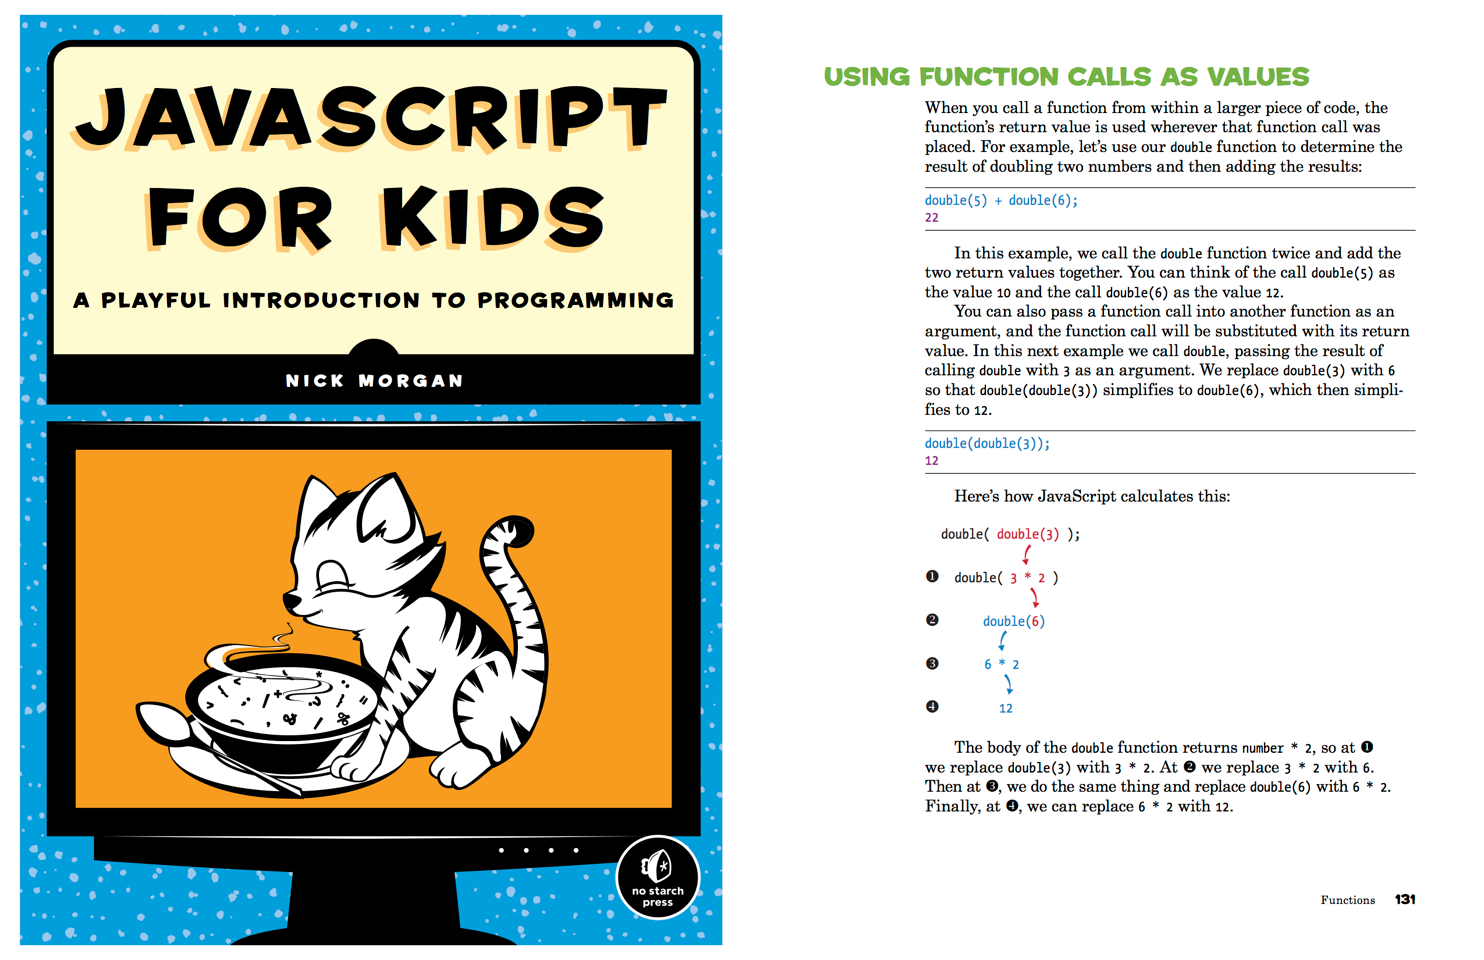 JAVASCRIPT
FOR KIDS
A PLAYFUL INTRODUCTION TO PROGRAMMING
NICK MORGAN
no starch
press
USING FUNCTION CALLS AS VALUES
When you call a function from within a larger piece of code, the
function's return value is used wherever that function call was
placed. For example, let's use our double function to determine the
result of doubling two numbers and then adding the results:
double(5) + double(6);
22
In this example, we call the double function twice and add the
two return values together. You can think of the call double(5) as
the value 10 and the call double(6) as the value 12.
You can also pass a function call into another function as an
argument, and the function call will be substituted with its return
value. In this next example we call double, passing the result of
calling double with 3 as an argument. We replace double(3) with 6
so that double(double(3)) simplifies to double(6), which then simpli-
fies to 12.
double(double(3));
12
Here's how JavaScript calculates this:
double( double(3) );
❶ double( 3 * 2 )
❷ double(6)
❸ 6 * 2
❹ 12
The body of the double function returns number * 2, so at ❶
we replace double(3) with 3 * 2. At ❷ we replace 3 * 2 with 6.
Then at ❸, we do the same thing and replace double(6) with 6 * 2.
Finally, at ❹, we can replace 6 * 2 with 12.
Functions 131